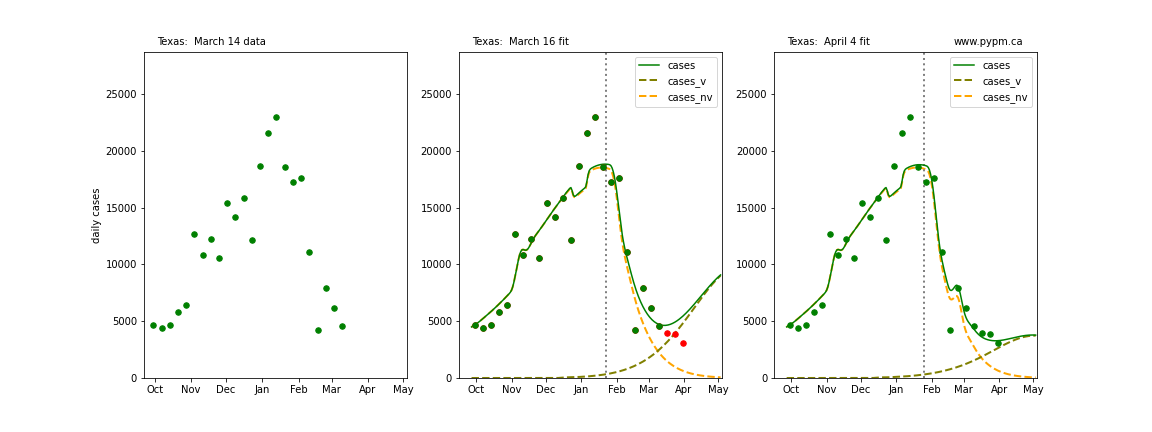 Texas: March 14 data
Texas: March 16 fit
Texas: April 4 fit
www.pypm.ca
daily cases
25000
20000
15000
10000
5000
0
Oct Nov Dec Jan Feb Mar Apr May
cases
cases_v
cases_nv
25000
20000
15000
10000
5000
0
Oct Nov Dec Jan Feb Mar Apr May
cases
cases_v
cases_nv
25000
20000
15000
10000
5000
0
Oct Nov Dec Jan Feb Mar Apr May